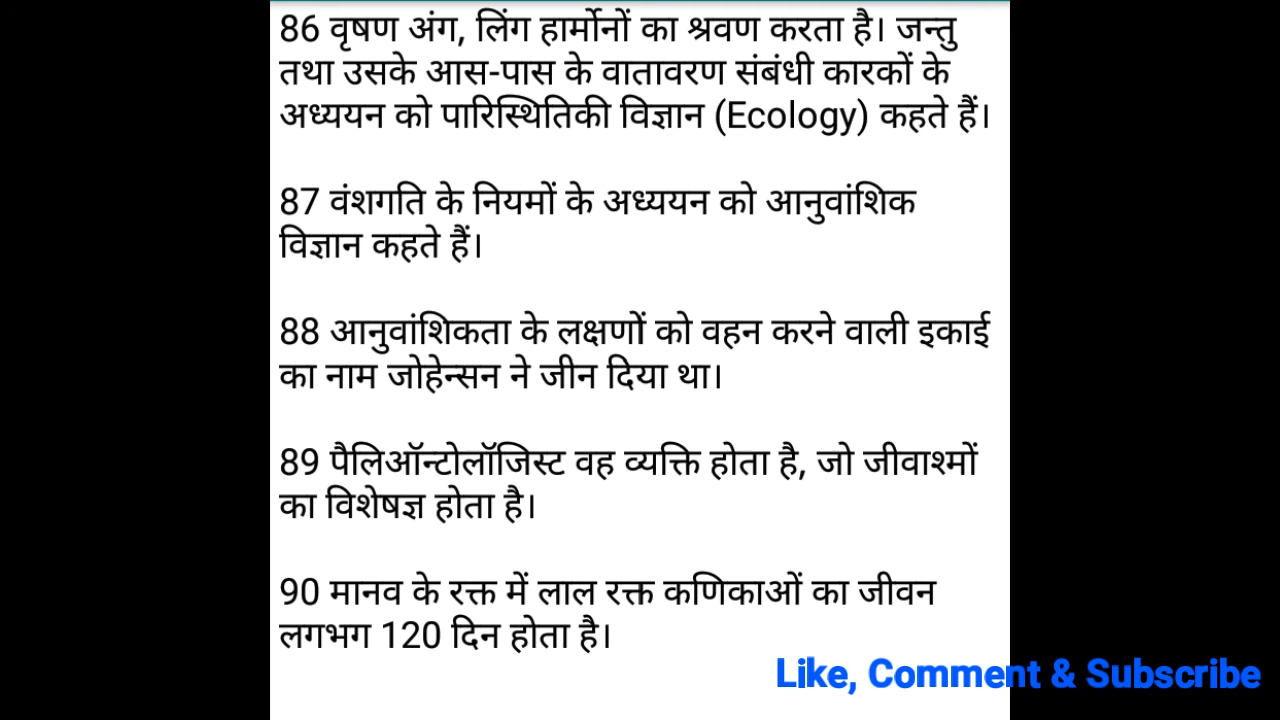 86 वृषण अंग, लिंग हार्मोनों का श्रवण करता है। जन्तु
तथा उसके आस-पास के वातावरण संबंधी कारकों के
अध्ययन को पारिस्थितिकी विज्ञान (Ecology) कहते हैं।
87 वंशगति के नियमों के अध्ययन को आनुवांशिक
विज्ञान कहते हैं।
88 आनुवांशिकता के लक्षणों को वहन करने वाली इकाई
का नाम जोहेन्सन ने जीन दिया था।
89 पैलिऑन्टोलॉजिस्ट वह व्यक्ति होता है, जो जीवाश्मों
का विशेषज्ञ होता है।
90 मानव के रक्त में लाल रक्त कणिकाओं का जीवन
लगभग 120 दिन होता है।
Like, Comment & Subscribe